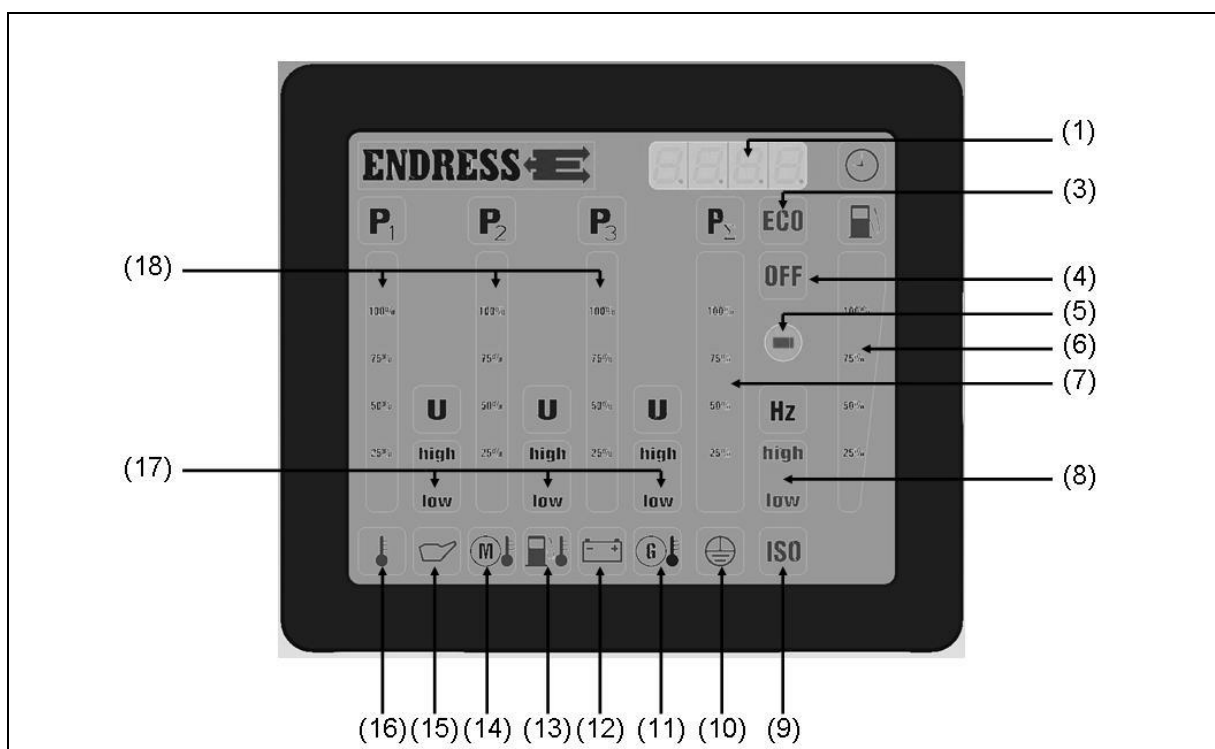 (1)
ENDRESS
P1 P2 P3 PΣ ECO
(3)
(18)
OFF
(4)
100% 100% 100% 100% 100%
(5)
75% 75% 75% 75% 75%
(6)
(7)
50% U 50% U 50% U 50% Hz 50%
25% high 25% high 25% high 25% high 25%
(17)
(8)
low low low low
M G ISO
(16) (15) (14) (13) (12) (11) (10) (9)